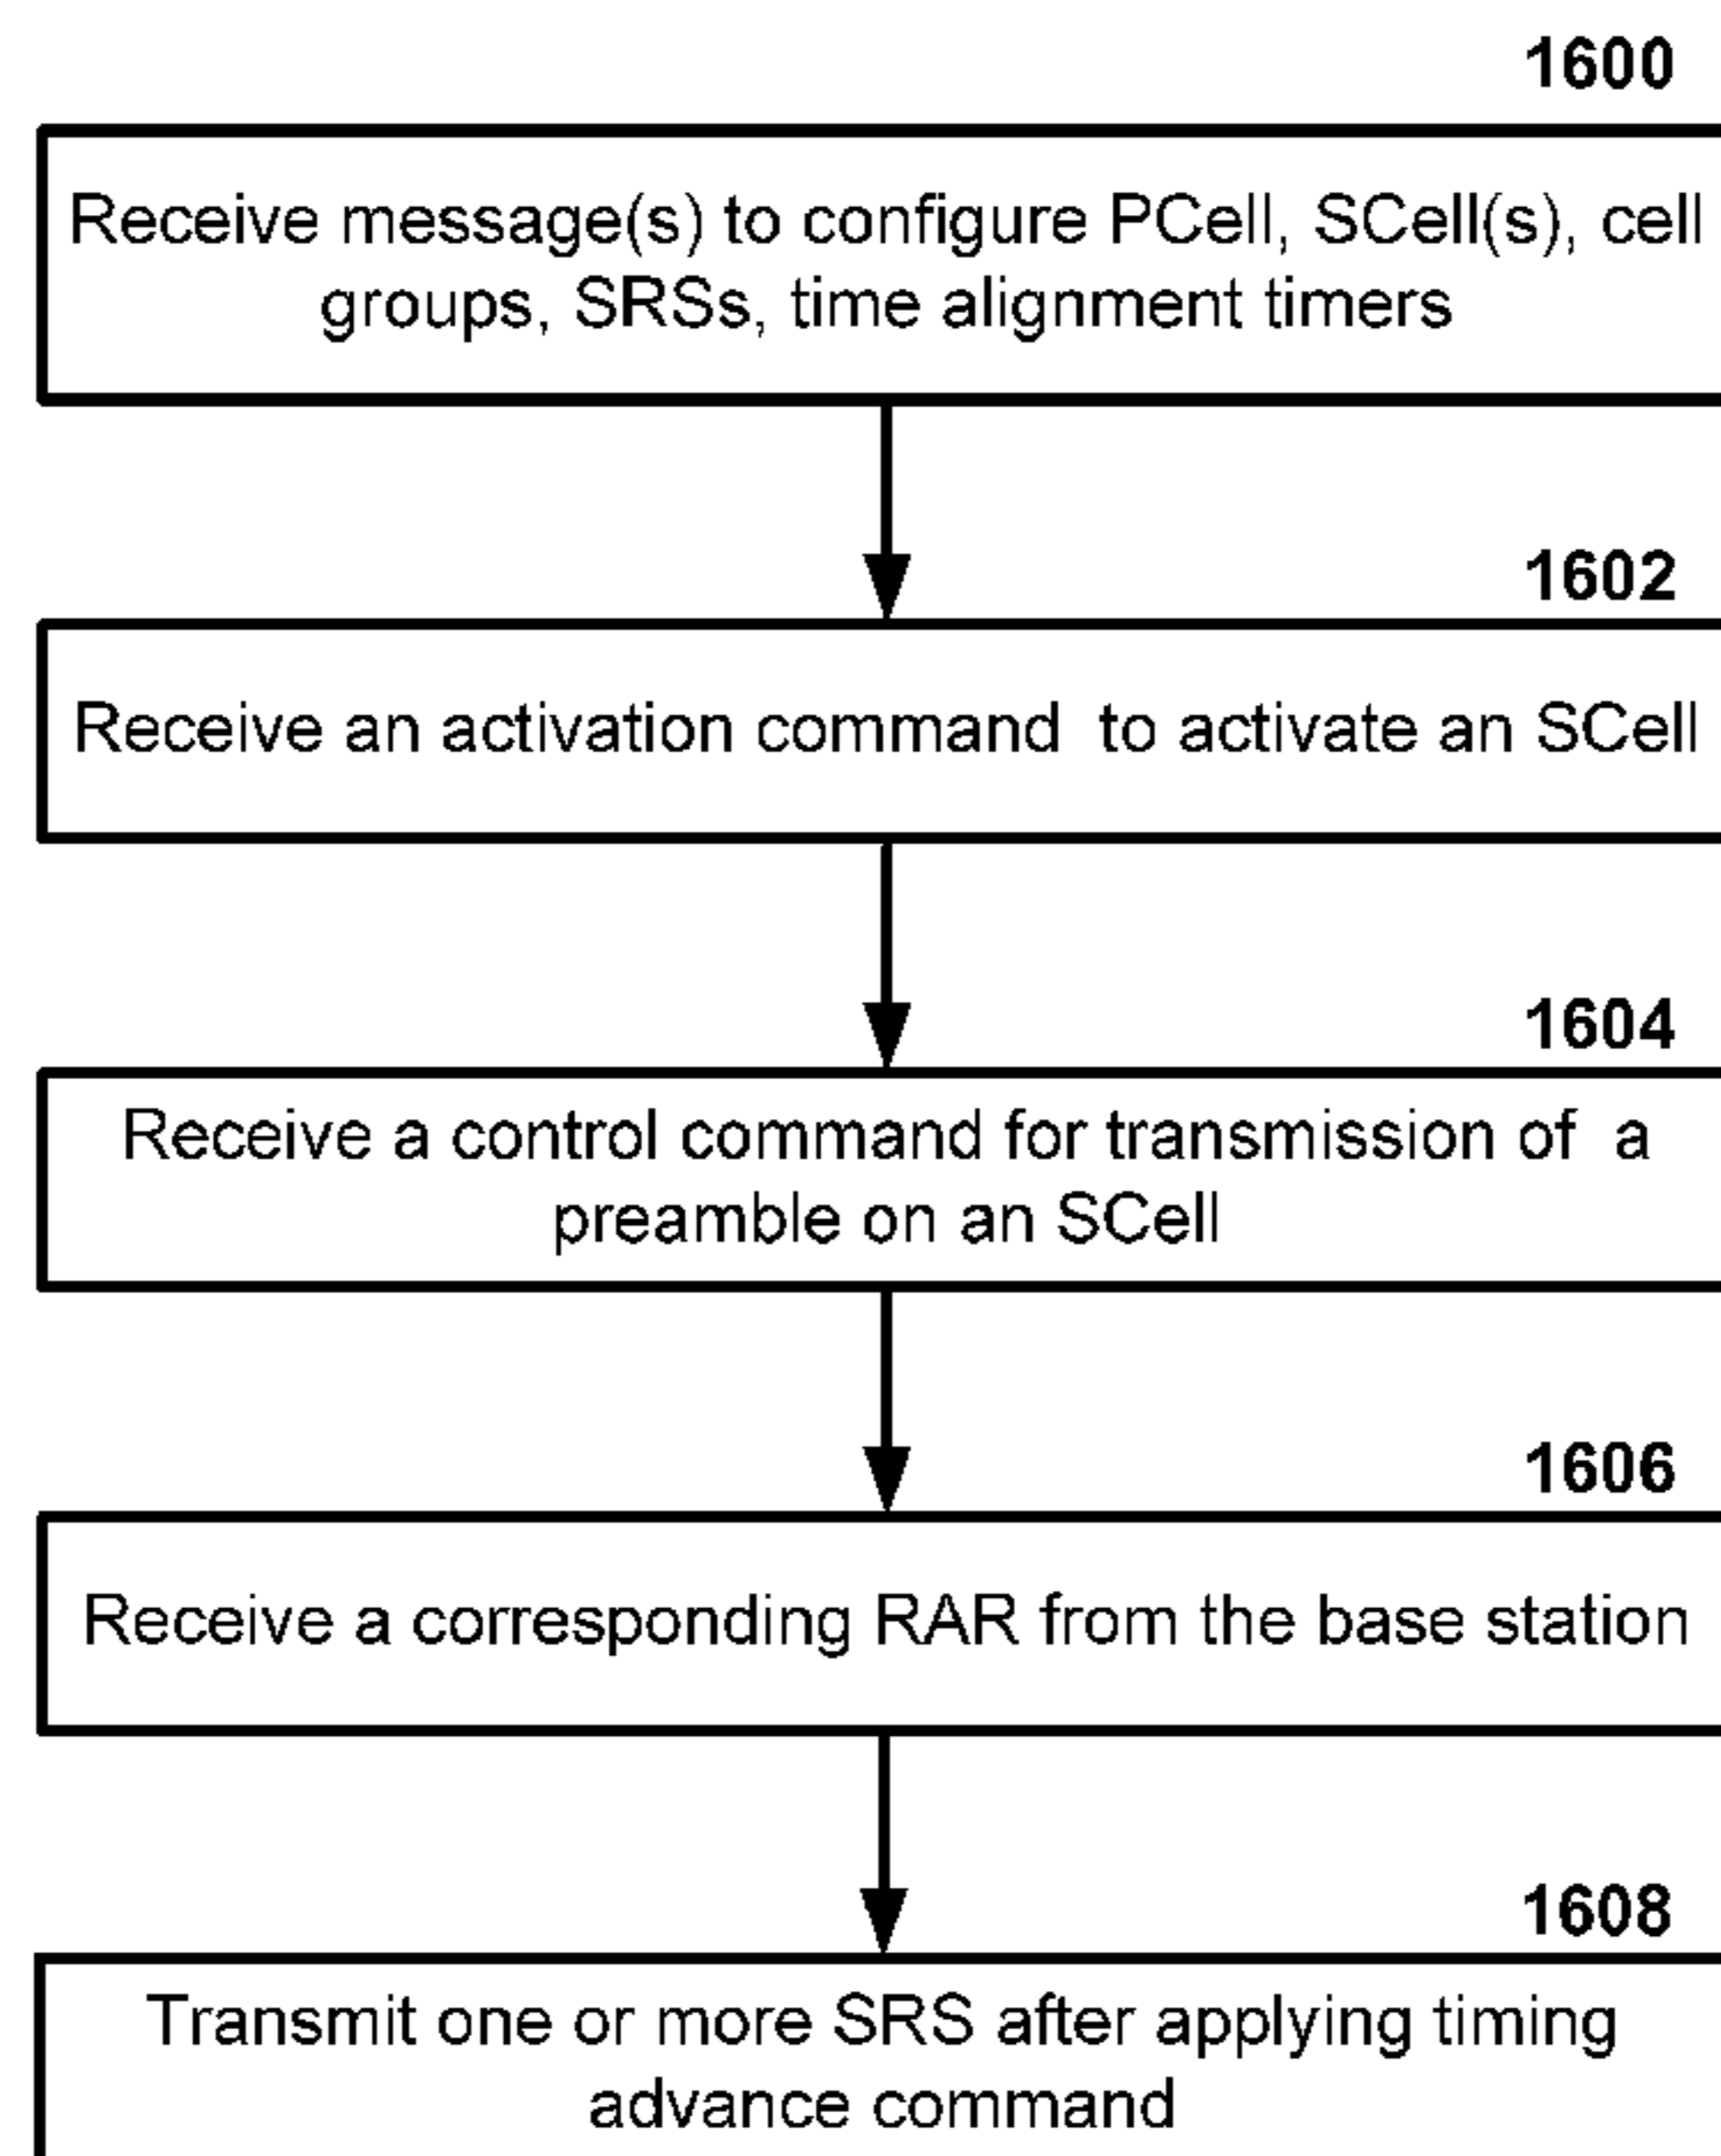 1600
Receive message(s) to configure PCell, SCell(s), cell
groups, SRSs, time alignment timers
1602
Receive an activation command to activate an SCell
1604
Receive a control command for transmission of a
preamble on an SCell
1606
Receive a corresponding RAR from the base station
1608
Transmit one or more SRS after applying timing
advance command